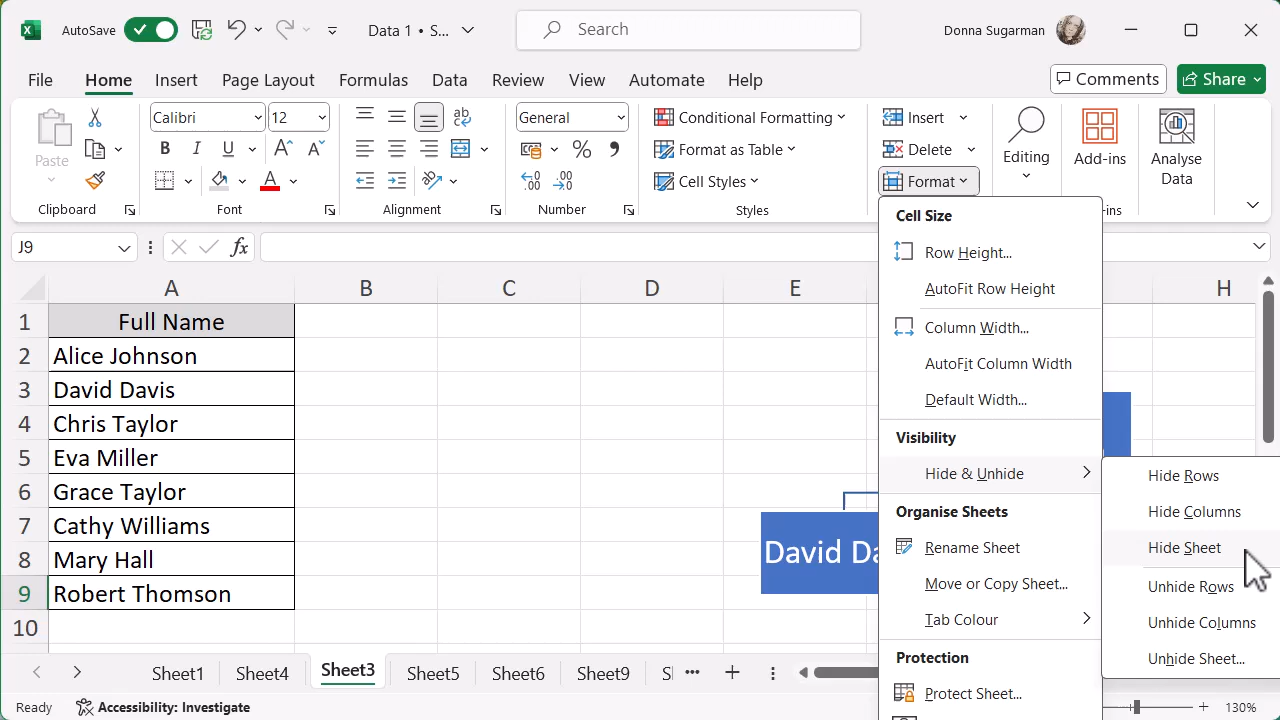 AutoSave
Data 1 • S...
Search
Donna Sugarman
File Home Insert Page Layout Formulas Data Review View Automate Help
Comments Share
Paste
Clipboard
Calibri 12
B I U
A A
A
Font
ab
Alignment
General
% ,
.00
.00
Number
Conditional Formatting
Format as Table
Cell Styles
Styles
Insert
Delete
Format
Editing
Add-ins
Analyse
Data
-ins
J9
fx
A B C D E H
1 Full Name
2 Alice Johnson
3 David Davis
4 Chris Taylor
5 Eva Miller
6 Grace Taylor
7 Cathy Williams
8 Mary Hall
9 Robert Thomson
10
David Da
Cell Size
Row Height...
AutoFit Row Height
Column Width...
AutoFit Column Width
Default Width...
Visibility
Hide & Unhide
Organise Sheets
Rename Sheet
Move or Copy Sheet...
Tab Colour
Protection
Protect Sheet...
Hide Rows
Hide Columns
Hide Sheet
Unhide Rows
Unhide Columns
Unhide Sheet...
Sheet1 Sheet4 Sheet3 Sheet5 Sheet6 Sheet9
Ready
Accessibility: Investigate
130%